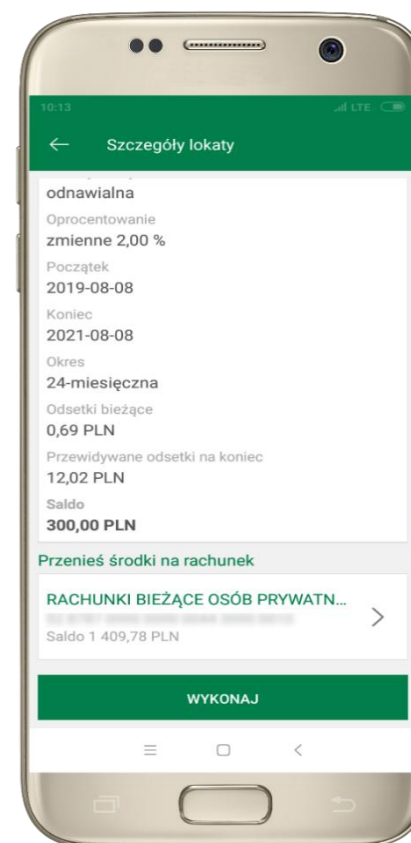 10:13
LTE
Szczegóły lokaty
odnawialna
Oprocentowanie
zmienne 2,00 %
Początek
2019-08-08
Koniec
2021-08-08
Okres
24-miesięczna
Odsetki bieżące
0,69 PLN
Przewidywane odsetki na koniec
12,02 PLN
Saldo
300,00 PLN
Przenieś środki na rachunek
RACHUNKI BIEŻĄCE OSÓB PRYWATN...
Saldo 1 409,78 PLN
WYKONAJ